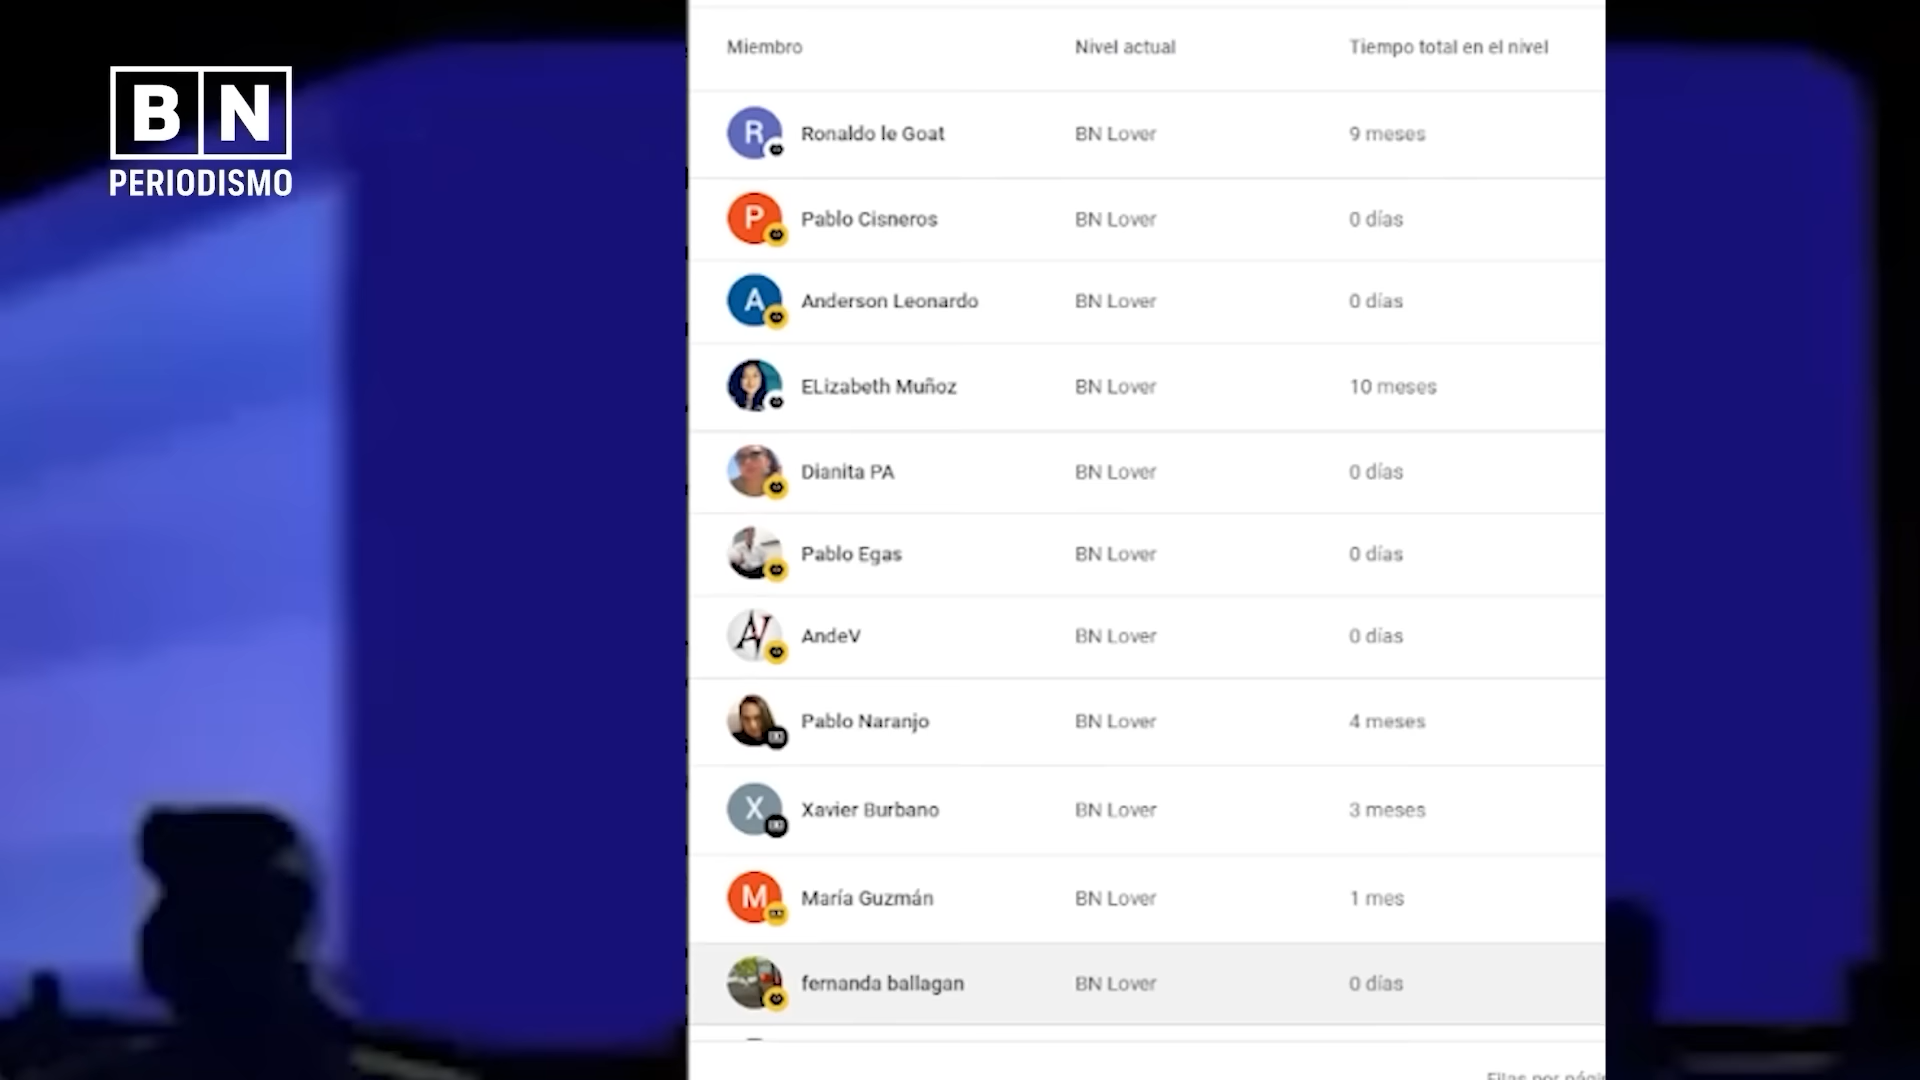 BN
PERIODISMO
Miembro Nivel actual Tiempo total en el nivel
R Ronaldo le Goat BN Lover 9 meses
P Pablo Cisneros BN Lover 0 días
A Anderson Leonardo BN Lover 0 días
ELizabeth Muñoz BN Lover 10 meses
Dianita PA BN Lover 0 días
Pablo Egas BN Lover 0 días
AV AndeV BN Lover 0 días
Pablo Naranjo BN Lover 4 meses
X Xavier Burbano BN Lover 3 meses
M María Guzmán BN Lover 1 mes
fernanda ballagan BN Lover 0 días